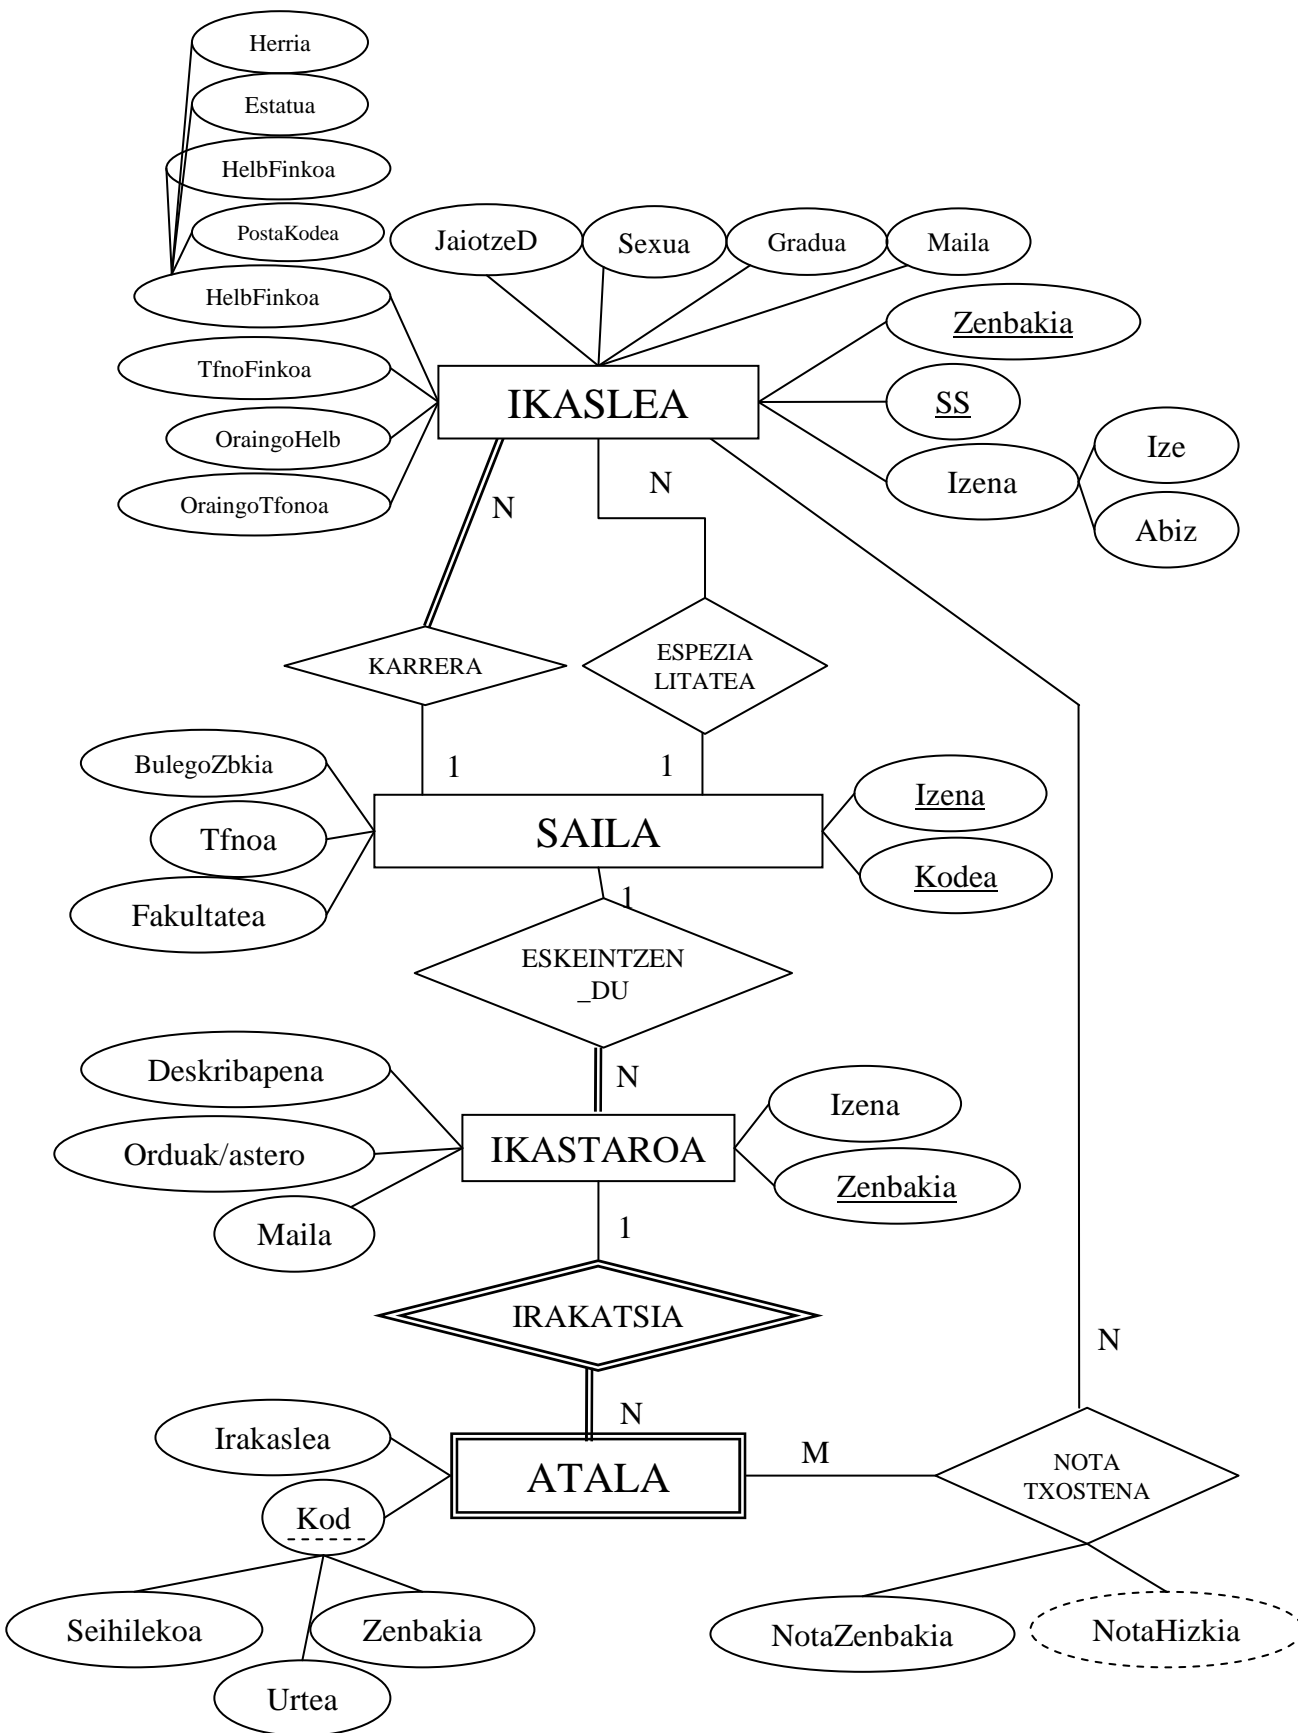 Herria
Estatua
HelbFinkoa
PostaKodea
HelbFinkoa
TfnoFinkoa
OraingoHelb
OraingoTfonoa
JaiotzeD
Sexua
Gradua
Maila
Zenbakia
SS
Izena
Ize
Abiz
IKASLEA
N
N
KARRERA
ESPEZIA
LITATEA
1
1
BulegoZbkia
Tfnoa
Fakultatea
SAILA
Izena
Kodea
1
ESKEINTZEN
_DU
N
Deskribapena
Orduak/astero
Maila
IKASTAROA
Izena
Zenbakia
1
IRAKATSIA
N
N
Irakaslea
ATALA
M
NOTA
TXOSTENA
Kod
Seihilekoa
Zenbakia
Urtea
NotaZenbakia
NotaHizkia